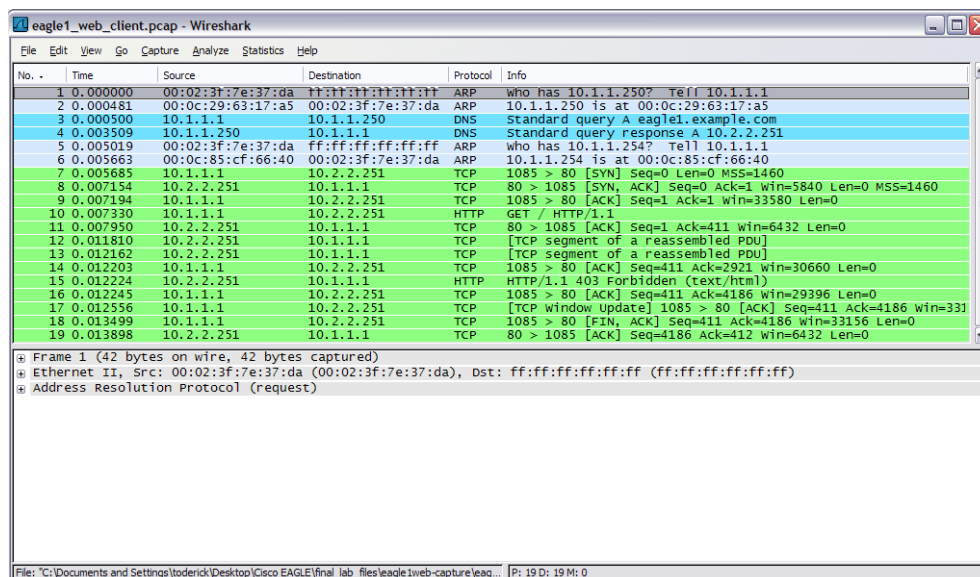 eagle1_web_client.pcap - Wireshark
File Edit View Go Capture Analyze Statistics Help
No. . Time Source Destination Protocol Info
1 0.000000 00:02:3f:7e:37:da ff:ff:ff:ff:ff:ff ARP who has 10.1.1.250? Tell 10.1.1.1
2 0.000481 00:0c:29:63:17:a5 00:02:3f:7e:37:da ARP 10.1.1.250 is at 00:0c:29:63:17:a5
3 0.000500 10.1.1.1 10.1.1.250 DNS Standard query A eagle1.example.com
4 0.003509 10.1.1.250 10.1.1.1 DNS Standard query response A 10.2.2.251
5 0.005019 00:02:3f:7e:37:da ff:ff:ff:ff:ff:ff ARP who has 10.1.1.254? Tell 10.1.1.1
6 0.005663 00:0c:85:cf:66:40 00:02:3f:7e:37:da ARP 10.1.1.254 is at 00:0c:85:cf:66:40
7 0.005685 10.1.1.1 10.2.2.251 TCP 1085 > 80 [SYN] Seq=0 Len=0 MSS=1460
8 0.007154 10.2.2.251 10.1.1.1 TCP 80 > 1085 [SYN, ACK] Seq=0 Ack=1 Win=5840 Len=0 MSS=1460
9 0.007194 10.1.1.1 10.2.2.251 TCP 1085 > 80 [ACK] Seq=1 Ack=1 Win=33580 Len=0
10 0.007330 10.1.1.1 10.2.2.251 HTTP GET / HTTP/1.1
11 0.007950 10.2.2.251 10.1.1.1 TCP 80 > 1085 [ACK] Seq=1 Ack=411 Win=6432 Len=0
12 0.011810 10.2.2.251 10.1.1.1 TCP [TCP segment of a reassembled PDU]
13 0.012162 10.2.2.251 10.1.1.1 TCP [TCP segment of a reassembled PDU]
14 0.012203 10.1.1.1 10.2.2.251 TCP 1085 > 80 [ACK] Seq=411 Ack=2921 Win=30660 Len=0
15 0.012224 10.2.2.251 10.1.1.1 HTTP HTTP/1.1 403 Forbidden (text/html)
16 0.012245 10.1.1.1 10.2.2.251 TCP 1085 > 80 [ACK] Seq=411 Ack=4186 Win=29396 Len=0
17 0.012556 10.1.1.1 10.2.2.251 TCP [TCP Window Update] 1085 > 80 [ACK] Seq=411 Ack=4186 Win=331
18 0.013499 10.1.1.1 10.2.2.251 TCP 1085 > 80 [FIN, ACK] Seq=411 Ack=4186 Win=33156 Len=0
19 0.013898 10.2.2.251 10.1.1.1 TCP 80 > 1085 [ACK] Seq=4186 Ack=412 Win=6432 Len=0
Frame 1 (42 bytes on wire, 42 bytes captured)
Ethernet II, Src: 00:02:3f:7e:37:da (00:02:3f:7e:37:da), Dst: ff:ff:ff:ff:ff:ff (ff:ff:ff:ff:ff:ff)
Address Resolution Protocol (request)
File: "C:\Documents and Settings\toderick\Desktop\Cisco EAGLE\final_lab_files\eagle1web-capture\eag... P: 19 D: 19 M: 0